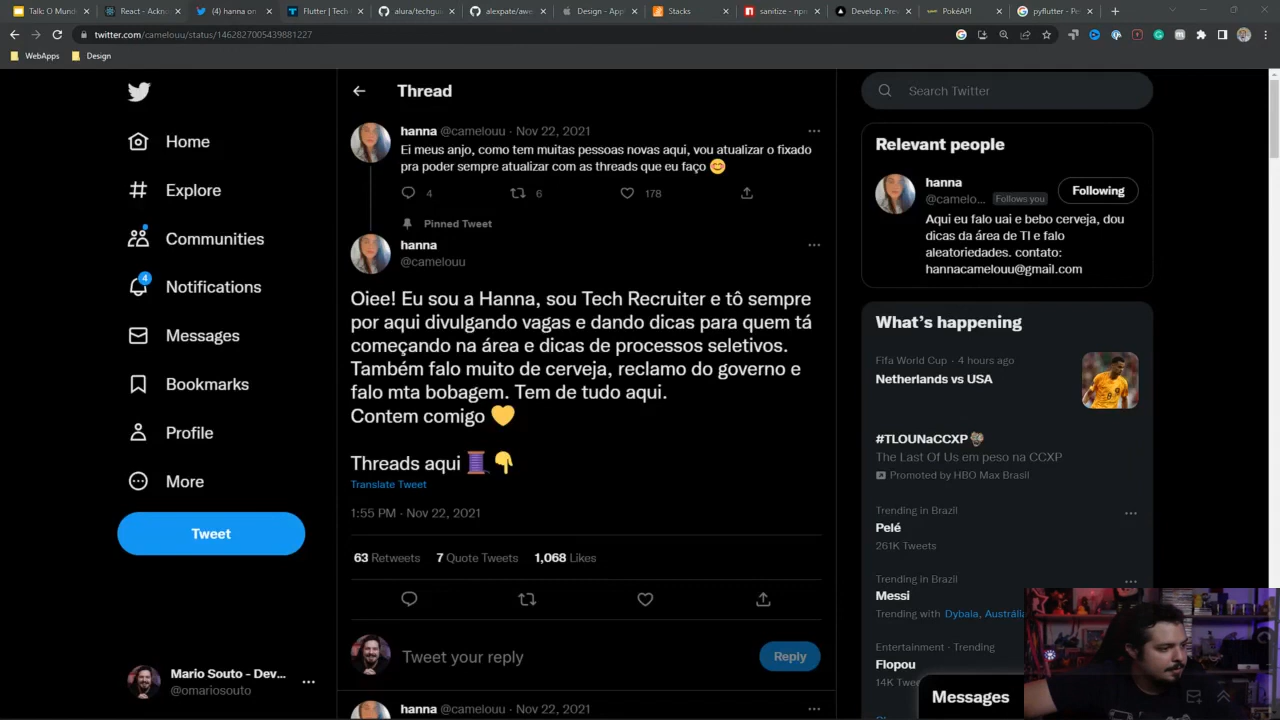 Talk O Mund
React - Ackno
(4) hanna on
Flutter | Tech
alura/techgui
alexpate/awe
Design - App
Stacks
sanitize - npm
Develop. Prev
PokéAPI
pyflutter - Pe
twitter.com/camelouu/status/1462827005439881227
WebApps
Design
Home
Explore
Communities
4
Notifications
Messages
Bookmarks
Profile
More
Tweet
Mario Souto - Dev...
@omariosouto
Thread
hanna @camelouu · Nov 22, 2021
Ei meus anjo, como tem muitas pessoas novas aqui, vou atualizar o fixado
pra poder sempre atualizar com as threads que eu faço 😊
4 6 178
Pinned Tweet
hanna
@camelouu
Oiee! Eu sou a Hanna, sou Tech Recruiter e tô sempre
por aqui divulgando vagas e dando dicas para quem tá
começando na área e dicas de processos seletivos.
Também falo muito de cerveja, reclamo do governo e
falo mta bobagem. Tem de tudo aqui.
Contem comigo 💛
Threads aqui 🧵 👇
Translate Tweet
1:55 PM · Nov 22, 2021
63 Retweets 7 Quote Tweets 1,068 Likes
Tweet your reply
Reply
hanna @camelouu · Nov 22, 2021
Search Twitter
Relevant people
hanna
@camelo... Follows you
Following
Aqui eu falo uai e bebo cerveja, dou
dicas da área de TI e falo
aleatoriedades. contato:
hannacamelouu@gmail.com
What's happening
Fifa World Cup · 4 hours ago
Netherlands vs USA
#TLOUNaCCXP
The Last Of Us em peso na CCXP
Promoted by HBO Max Brasil
Trending in Brazil
Pelé
261K Tweets
Trending in Brazil
Messi
Trending with Dybala, Austrália
Entertainment · Trending
Flopou
14K Twee
Messages